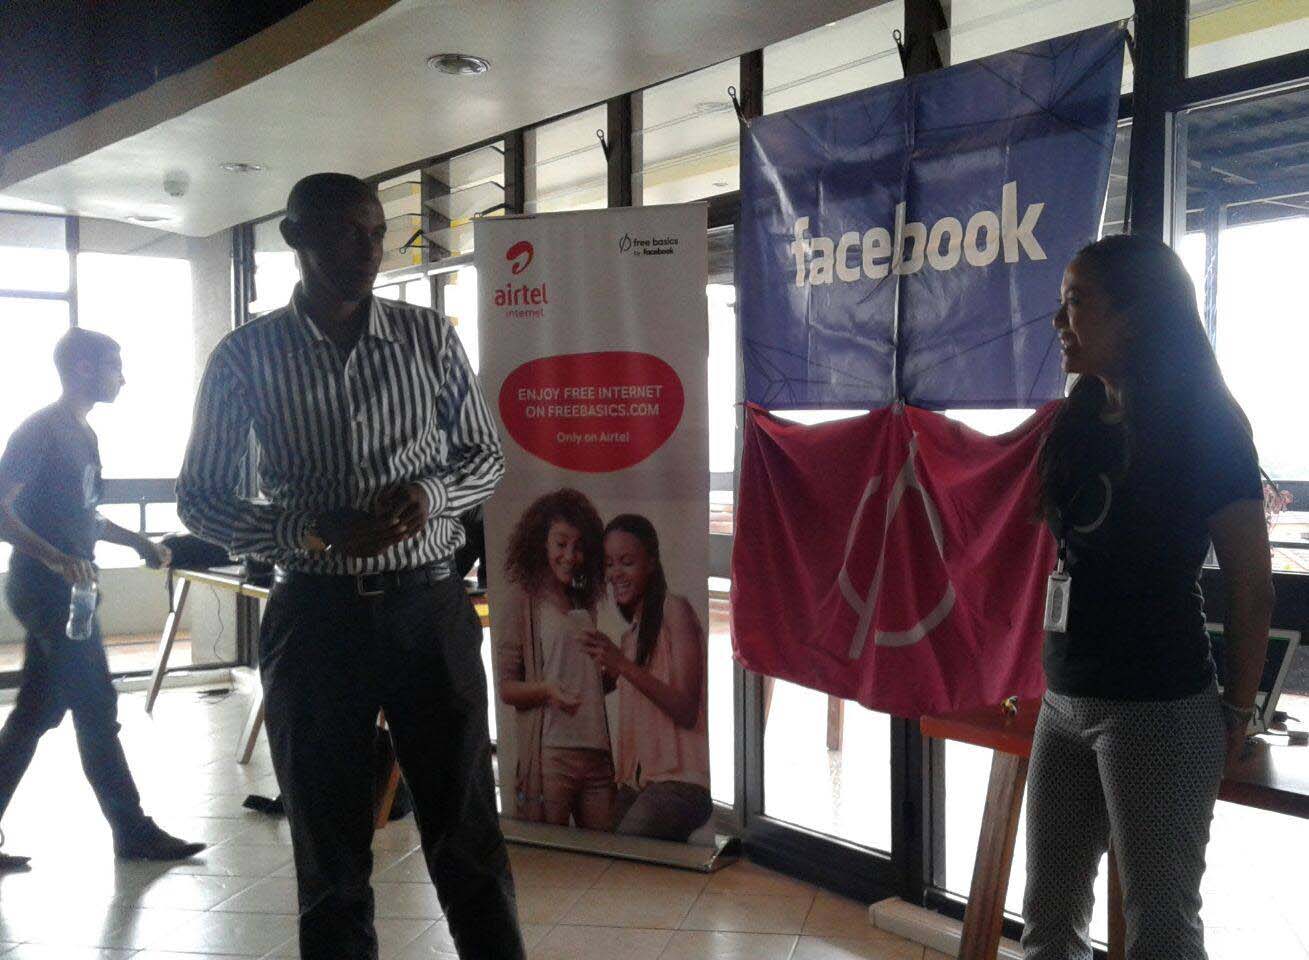 airtel
internet
free basics
by facebook
ENJOY FREE INTERNET
ON FREEBASICS.COM
Only on Airtel
facebook